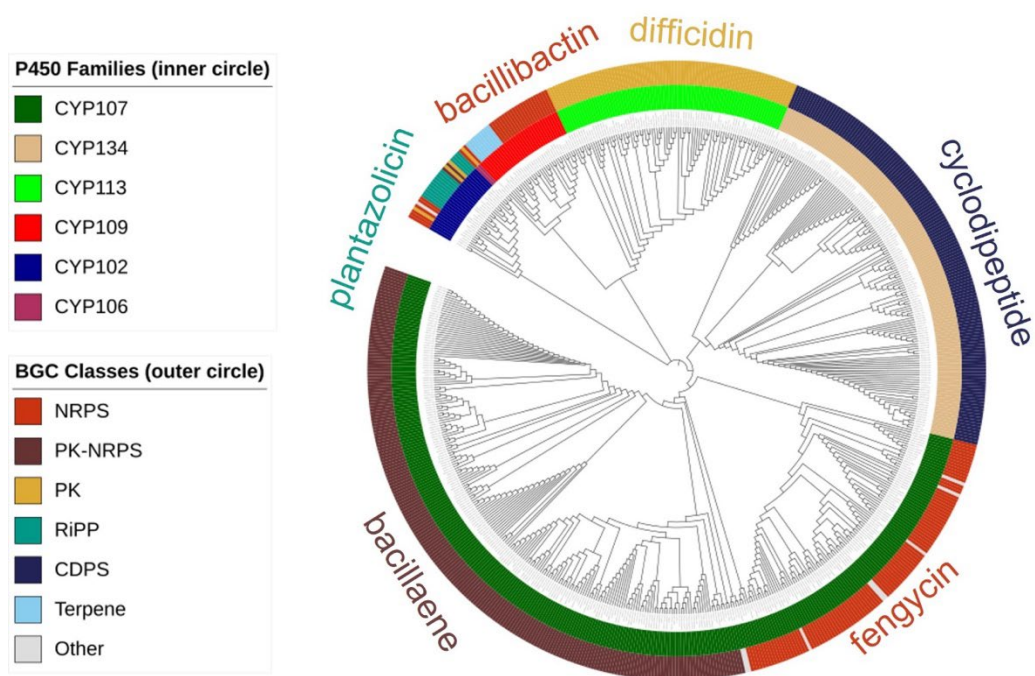 P450 Families (inner circle)
CYP107
CYP134
CYP113
CYP109
CYP102
CYP106
BGC Classes (outer circle)
NRPS
PK-NRPS
PK
RiPP
CDPS
Terpene
Other
plantazolicin
bacillibactin
difficidin
cyclodipeptide
fengycin
bacillaene